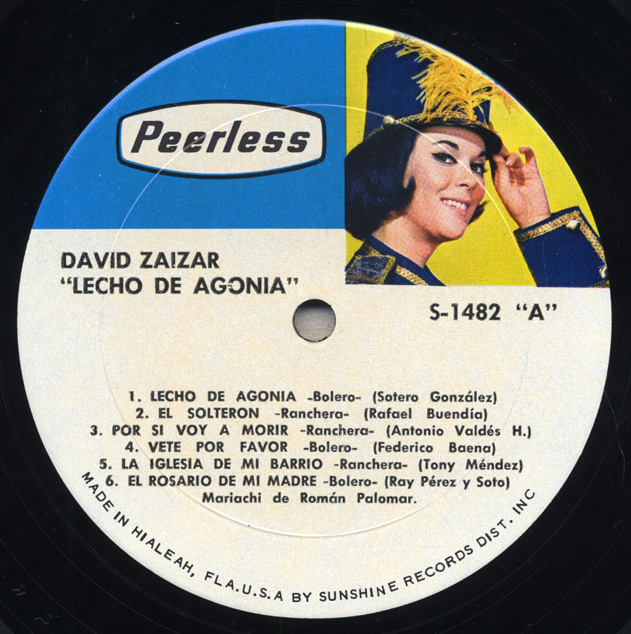 Peerless
DAVID ZAIZAR
"LECHO DE AGONIA"
S-1482 "A"
1. LECHO DE AGONIA -Bolero- (Sotero González)
2. EL SOLTERON -Ranchera- (Rafael Buendía)
3. POR SI VOY A MORIR -Ranchera- (Antonio Valdés H.)
4. VETE POR FAVOR -Bolero- (Federico Baena)
5. LA IGLESIA DE MI BARRIO -Ranchera- (Tony Méndez)
6. EL ROSARIO DE MI MADRE -Bolero- (Ray Pérez y Soto)
Mariachi de Román Palomar.
MADE IN HIALEAH, FLA.U.S.A BY SUNSHINE RECORDS DIST. INC